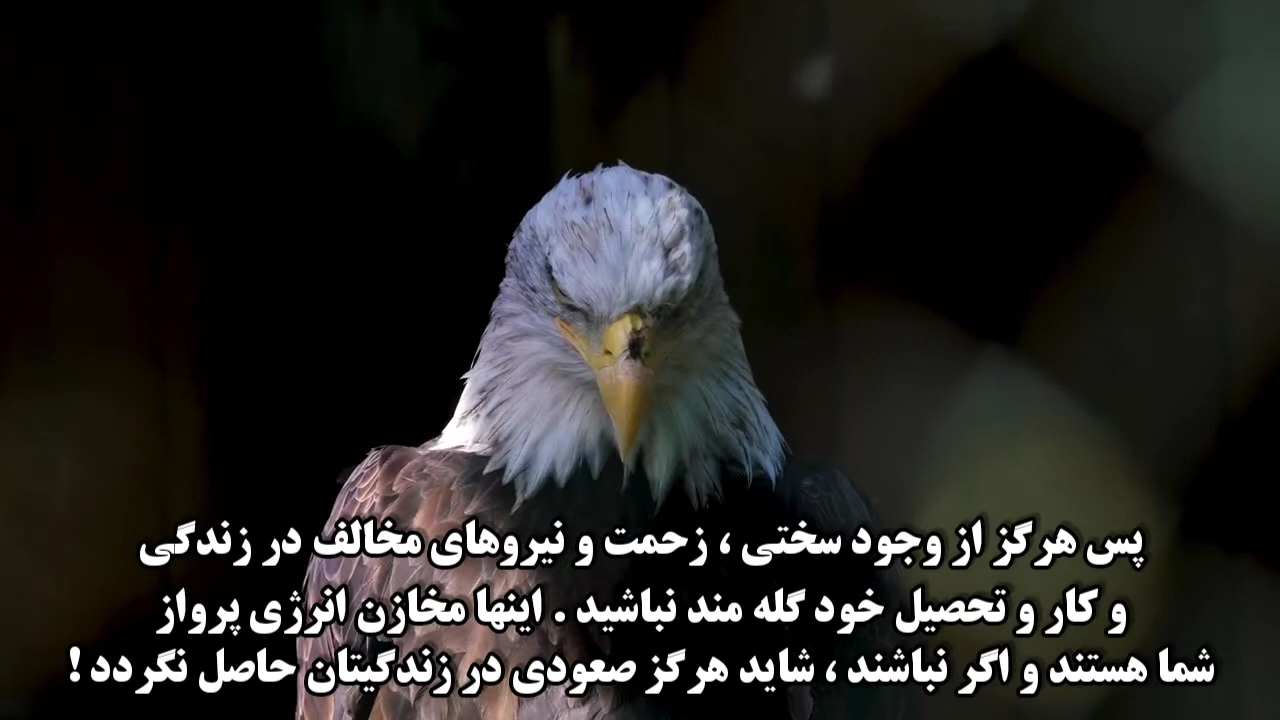 پس هرگز از وجود سختی ، زحمت و نیروهای مخالف در زندگی
و کار و تحصیل خود گله مند نباشید . اینها مخازن انرژی پرواز
شما هستند و اگر نباشند ، شاید هرگز صعودی در زندگیتان حاصل نگردد !